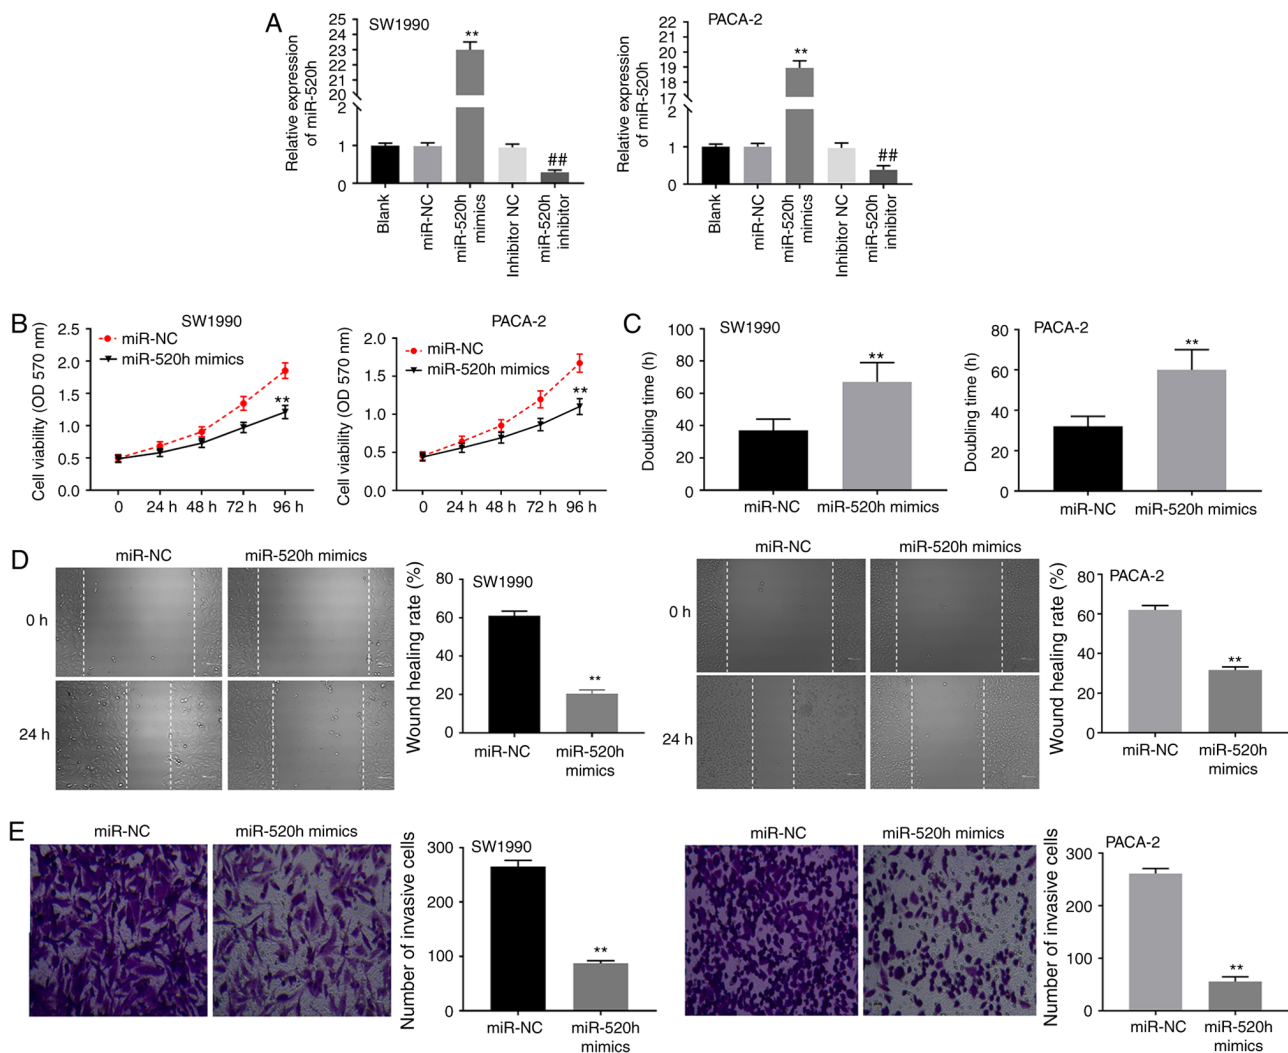 A
SW1990
Relative expression
of miR-520h
25
24
23
22
21
20
2
1
0
**
##
Blank
miR-NC
miR-520h
mimics
Inhibitor NC
miR-520h
inhibitor
PACA-2
Relative expression
of miR-520h
22
21
20
19
18
17
2
1
0
**
##
Blank
miR-NC
miR-520h
mimics
Inhibitor NC
miR-520h
inhibitor
B
SW1990
Cell viability (OD 570 nm)
2.5
2.0
1.5
1.0
0.5
0.0
miR-NC
miR-520h mimics
**
0 24 h 48 h 72 h 96 h
PACA-2
Cell viability (OD 570 nm)
2.0
1.5
1.0
0.5
0.0
miR-NC
miR-520h mimics
**
0 24 h 48 h 72 h 96 h
C
SW1990
Doubling time (h)
100
80
60
40
20
0
**
miR-NC miR-520h mimics
PACA-2
Doubling time (h)
80
60
40
20
0
**
miR-NC miR-520h mimics
D
miR-NC miR-520h mimics
0 h
24 h
SW1990
Wound healing rate (%)
80
60
40
20
0
**
miR-NC miR-520h
mimics
miR-NC miR-520h mimics
0 h
24 h
PACA-2
Wound healing rate (%)
80
60
40
20
0
**
miR-NC miR-520h
mimics
E
miR-NC miR-520h mimics
SW1990
Number of invasive cells
300
200
100
0
**
miR-NC miR-520h
mimics
miR-NC miR-520h mimics
PACA-2
Number of invasive cells
300
200
100
0
**
miR-NC miR-520h
mimics